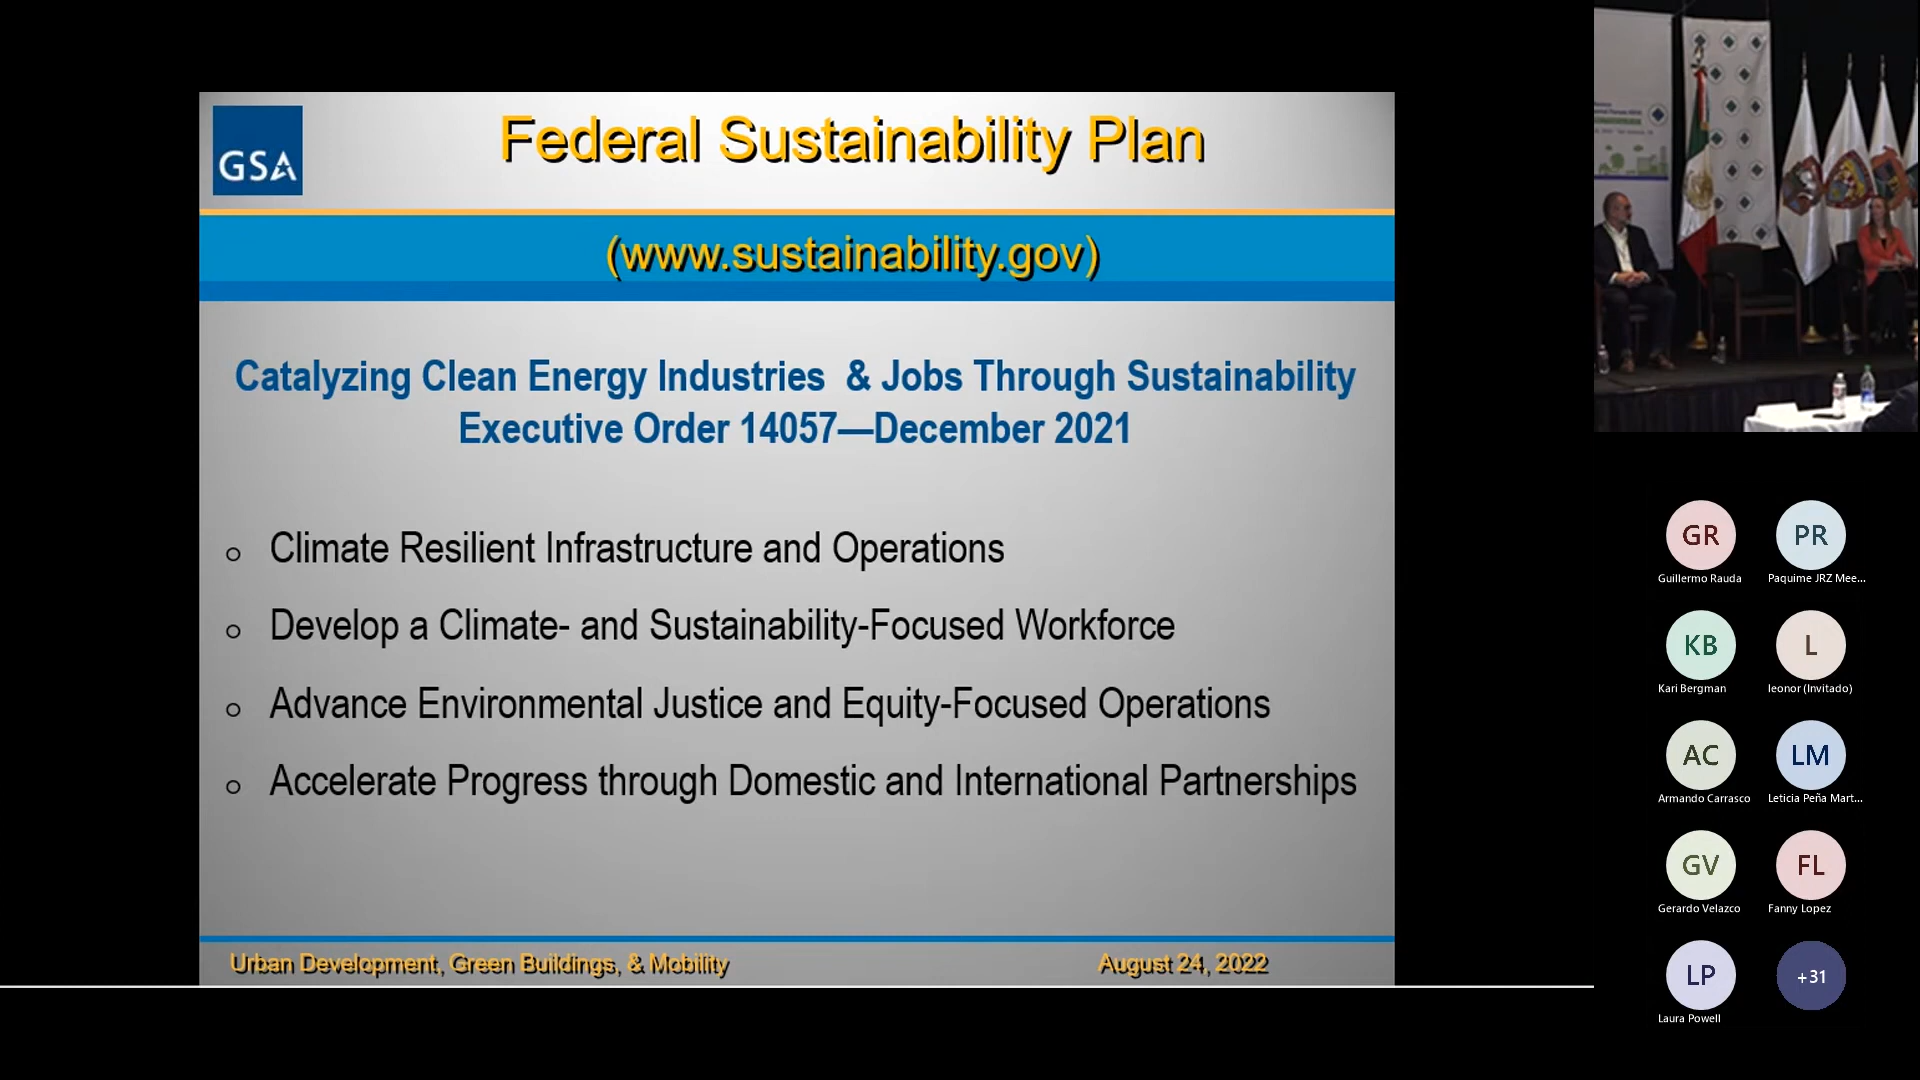 GSA
Federal Sustainability Plan
(www.sustainability.gov)
Catalyzing Clean Energy Industries & Jobs Through Sustainability
Executive Order 14057—December 2021
Climate Resilient Infrastructure and Operations
Develop a Climate- and Sustainability-Focused Workforce
Advance Environmental Justice and Equity-Focused Operations
Accelerate Progress through Domestic and International Partnerships
Urban Development, Green Buildings, & Mobility
August 24, 2022
GR
PR
Guillermo Rauda
Paquime JRZ Mee...
KB
L
Kari Bergman
leonor (Invitado)
AC
LM
Armando Carrasco
Leticia Peña Mart...
GV
FL
Gerardo Velazco
Fanny Lopez
LP
+31
Laura Powell